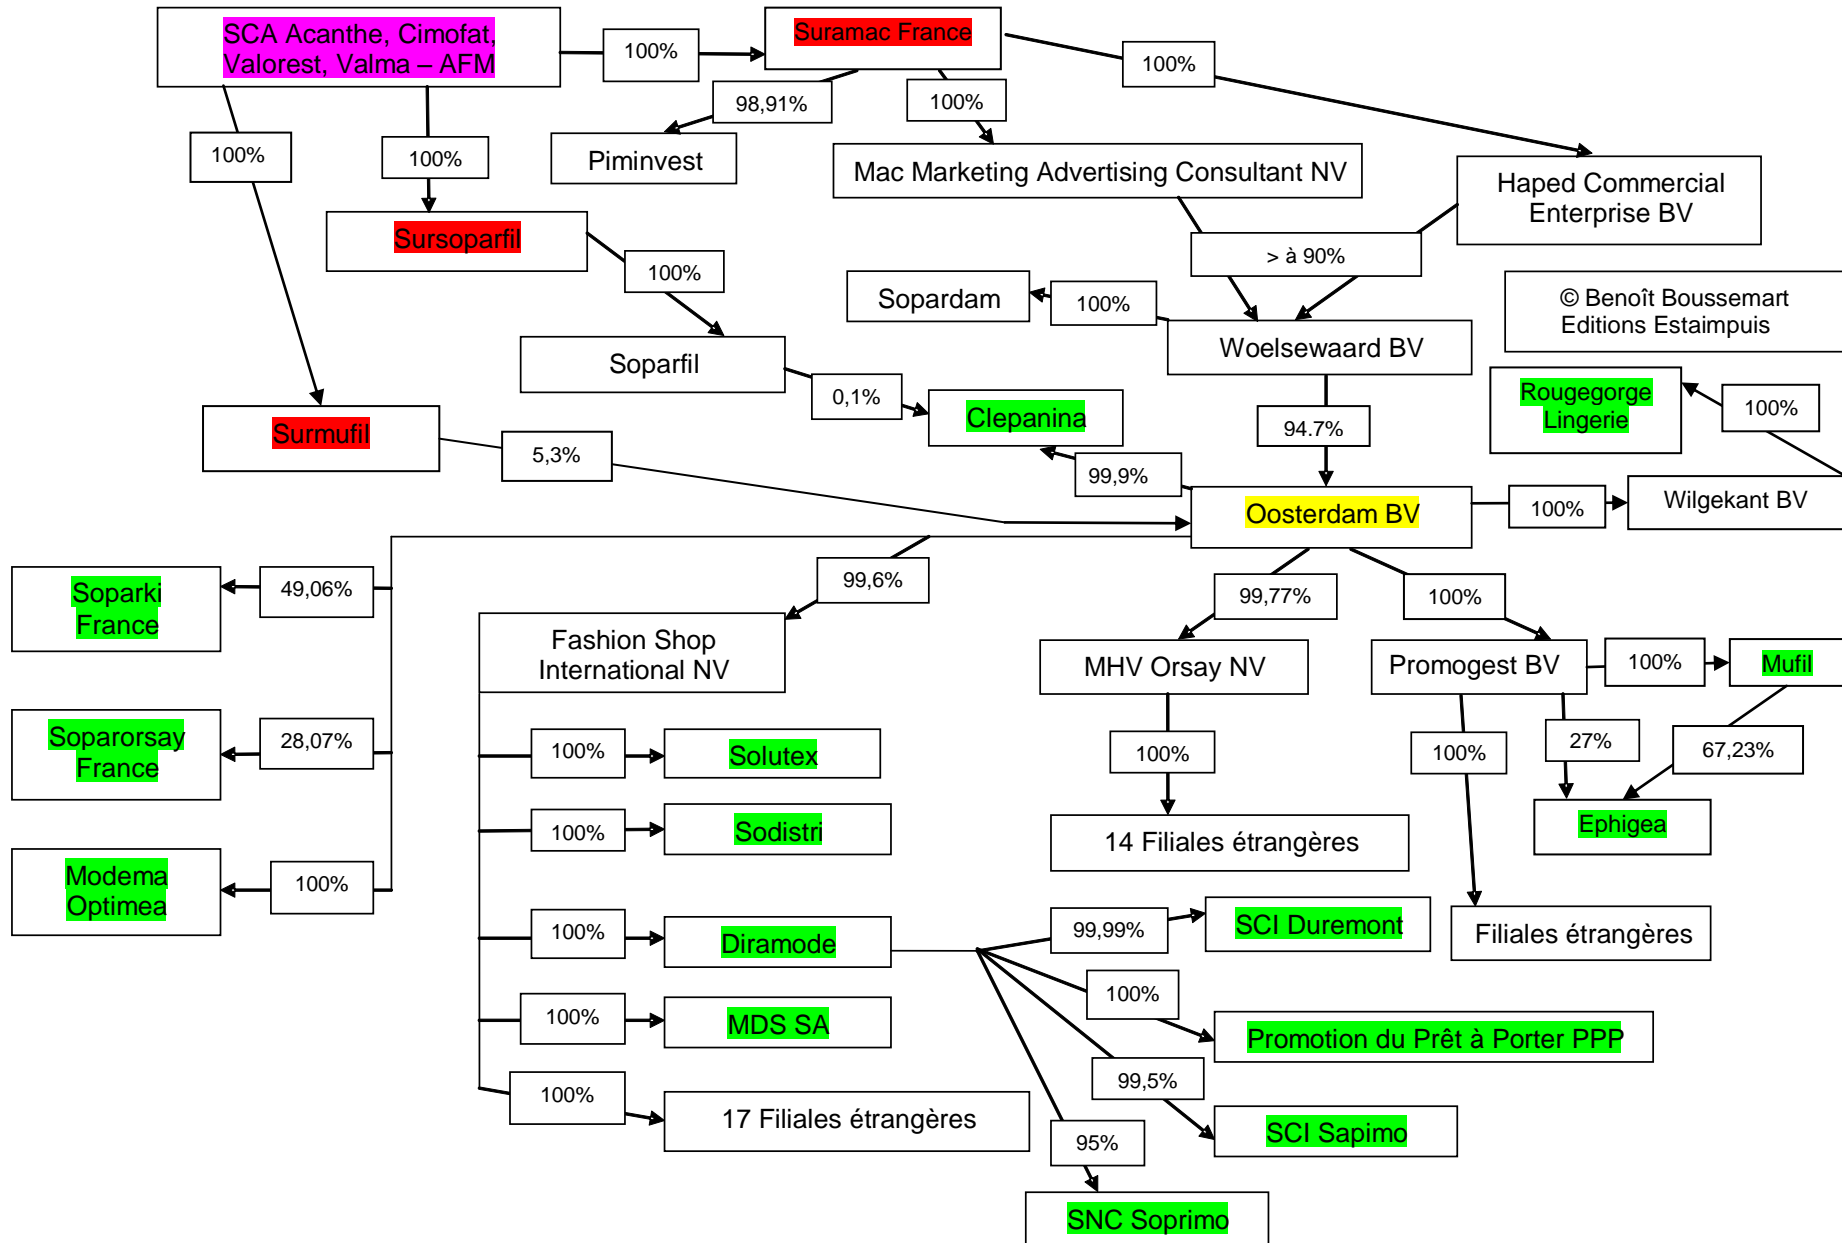 SCA Acanthe, Cimofat,
Valorest, Valma – AFM
100%
Suramac France
100%
98,91%
100%
100%
100%
Piminvest
Mac Marketing Advertising Consultant NV
Haped Commercial
Enterprise BV
Sursoparfil
100%
> à 90%
Sopardam
100%
© Benoît Boussemart
Editions Estaimpuis
Soparfil
Woelsewaard BV
0,1%
Clepanina
94.7%
Rougegorge
Lingerie
100%
Surmufil
5,3%
99,9%
Oosterdam BV
100%
Wilgekant BV
Soparki
France
49,06%
99,6%
99,77%
100%
Fashion Shop
International NV
MHV Orsay NV
Promogest BV
100%
Mufil
Soparorsay
France
28,07%
100%
Solutex
100%
100%
27%
67,23%
100%
Sodistri
14 Filiales étrangères
Ephigea
Modema
Optimea
100%
100%
Diramode
99,99%
SCI Duremont
Filiales étrangères
100%
100%
MDS SA
Promotion du Prêt à Porter PPP
99,5%
100%
17 Filiales étrangères
SCI Sapimo
95%
SNC Soprimo